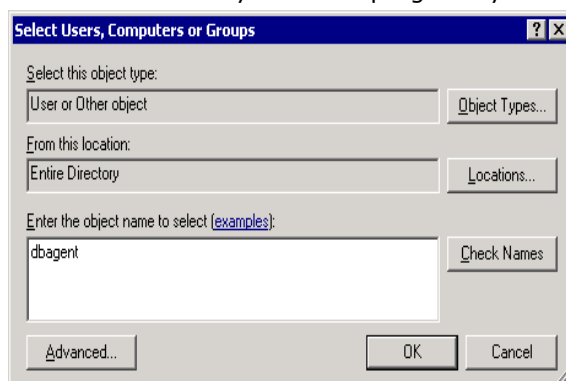 Select Users, Computers or Groups
Select this object type:
User or Other object
Object Types...
From this location:
Entire Directory
Locations...
Enter the object name to select (examples):
dbagent
Check Names
Advanced...
OK
Cancel